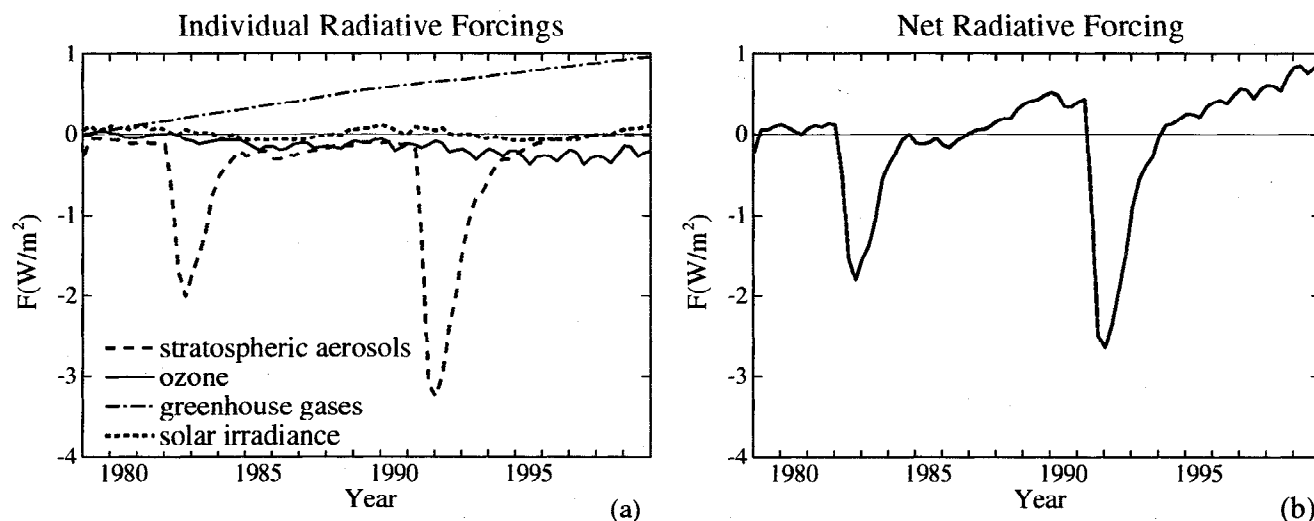 Individual Radiative Forcings
1
0
-1
-2
-3
-4
F(W/m²)
stratospheric aerosols
ozone
greenhouse gases
solar irradiance
1980 1985 1990 1995
Year
(a)
Net Radiative Forcing
1
0
-1
-2
-3
-4
F(W/m²)
1980 1985 1990 1995
Year
(b)